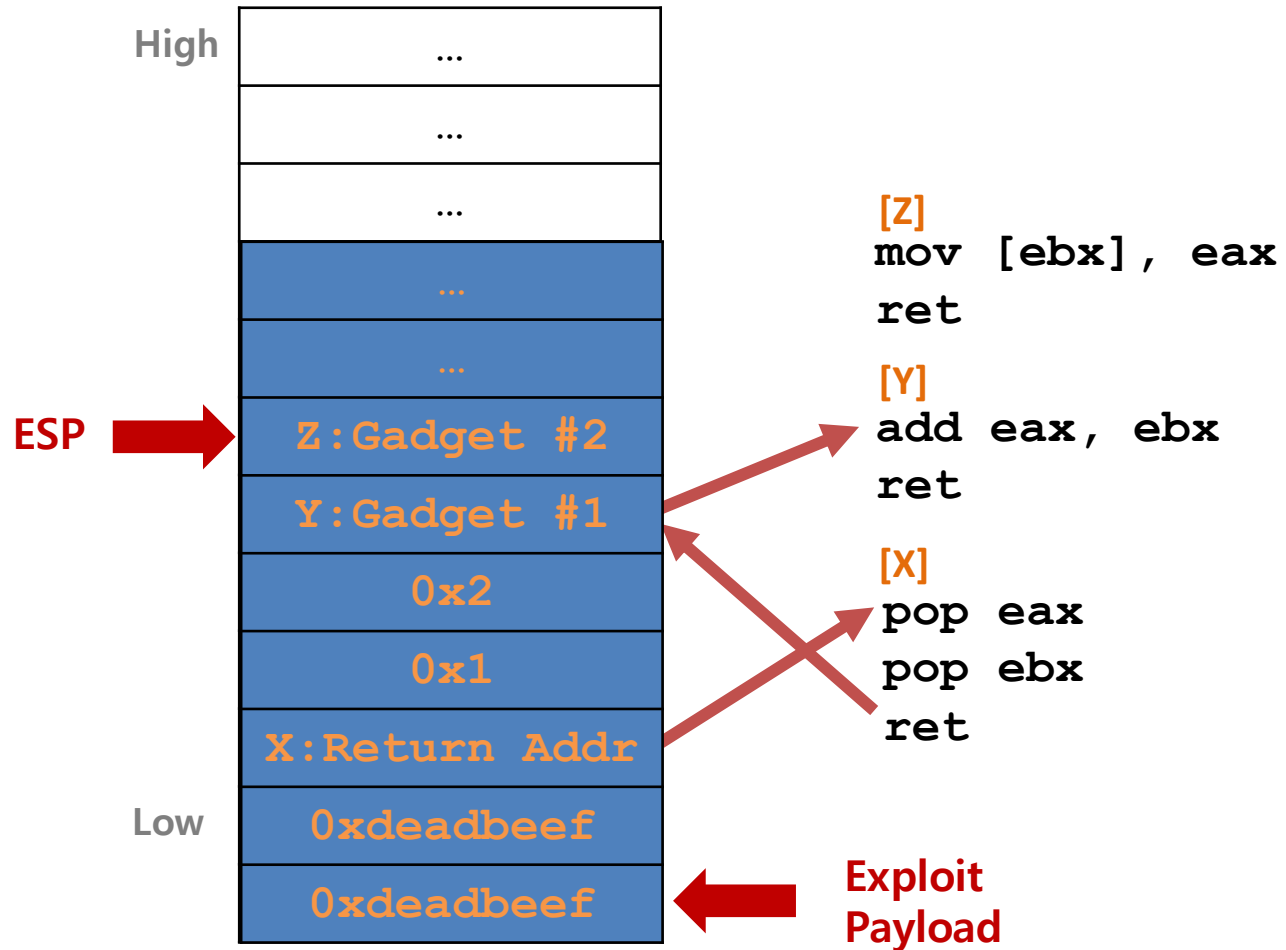 High
...
...
...
...
...
ESP
Z:Gadget #2
Y:Gadget #1
0x2
0x1
X:Return Addr
Low
0xdeadbeef
0xdeadbeef
[Z]
mov [ebx], eax
ret
[Y]
add eax, ebx
ret
[X]
pop eax
pop ebx
ret
Exploit
Payload